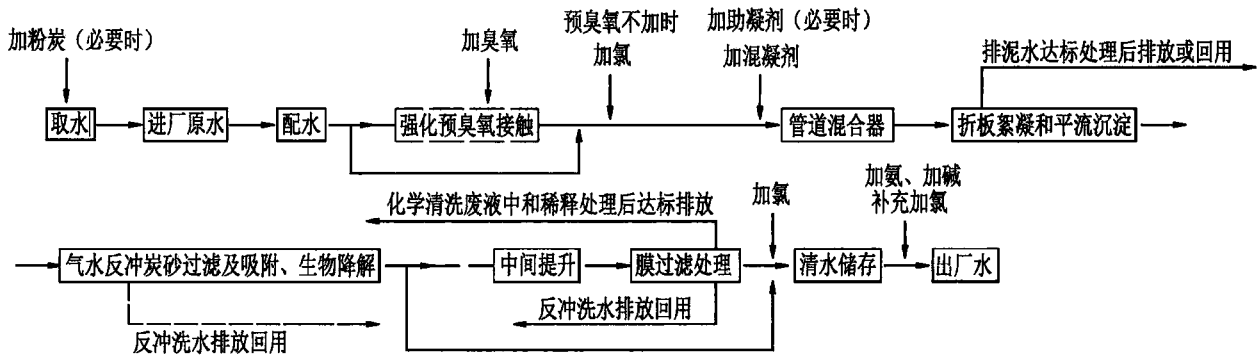 加粉炭（必要时）
加臭氧
预臭氧不加时
加氯
加助凝剂（必要时）
加混凝剂
排泥水达标处理后排放或回用
取水
进厂原水
配水
强化预臭氧接触
管道混合器
折板絮凝和平流沉淀
化学清洗废液中和稀释处理后达标排放
加氯
加氨、加碱
补充加氯
气水反冲炭砂过滤及吸附、生物降解
中间提升
膜过滤处理
清水储存
出厂水
反冲洗水排放回用
反冲洗水排放回用